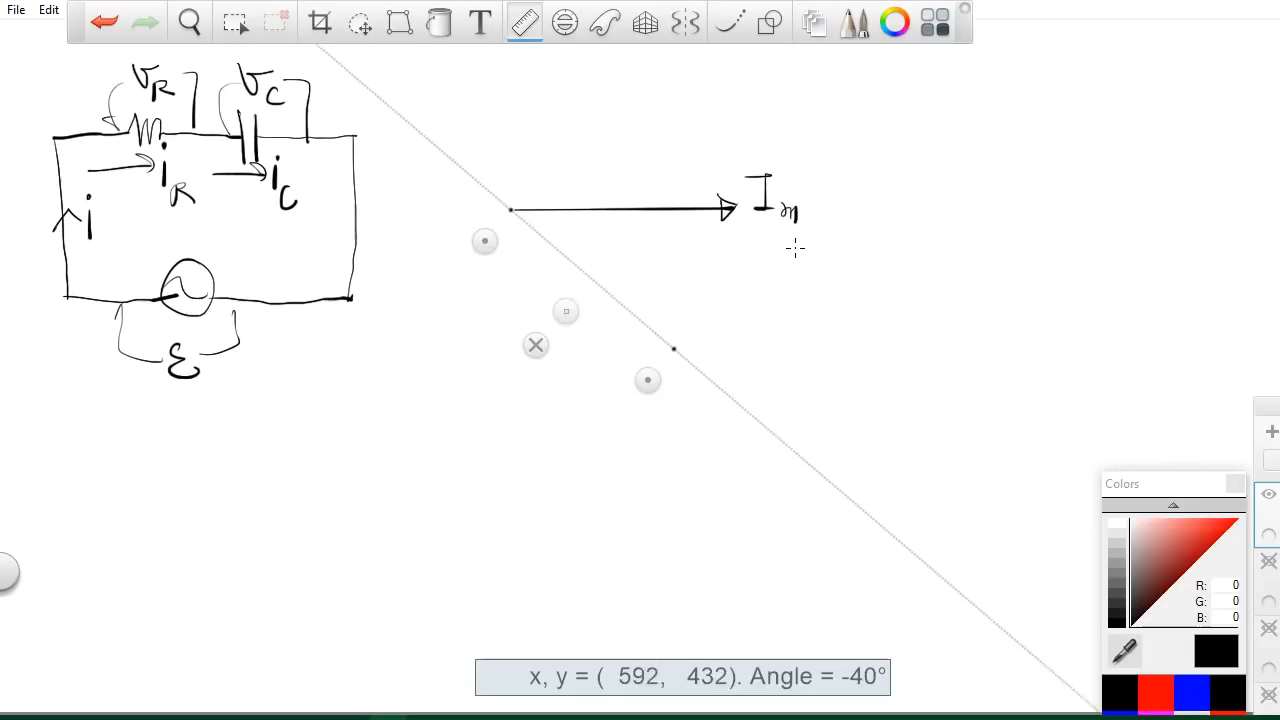 File Edit
T
v_R v_C
i_R i_C
i
I_m
ε
Colors
R: 0
G: 0
B: 0
x, y = ( 592, 432). Angle = -40°